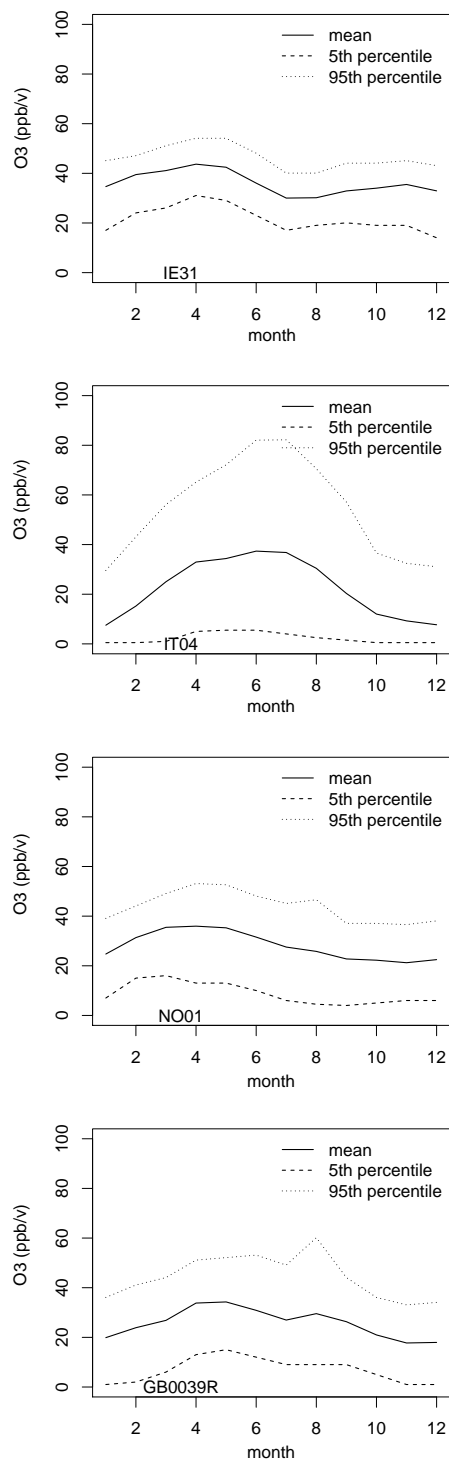 100
80
60
40
20
0
O3 (ppb/v)
mean
5th percentile
95th percentile
IE31
2 4 6 8 10 12
month
100
80
60
40
20
0
O3 (ppb/v)
mean
5th percentile
95th percentile
IT04
2 4 6 8 10 12
month
100
80
60
40
20
0
O3 (ppb/v)
mean
5th percentile
95th percentile
NO01
2 4 6 8 10 12
month
100
80
60
40
20
0
O3 (ppb/v)
mean
5th percentile
95th percentile
GB0039R
2 4 6 8 10 12
month